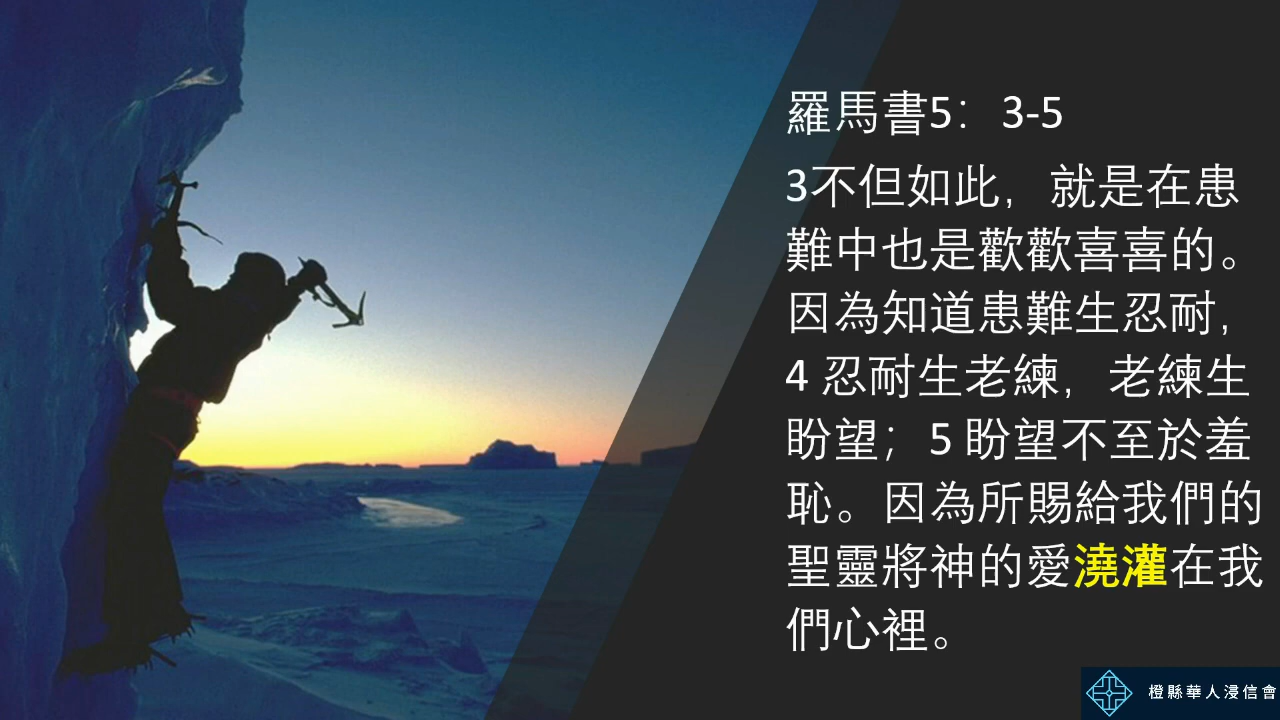 羅馬書5：3-5
3不但如此，就是在患
難中也是歡歡喜喜的。
因為知道患難生忍耐，
4 忍耐生老練，老練生
盼望；5 盼望不至於羞
恥。因為所賜給我們的
聖靈將神的愛澆灌在我
們心裡。
橙縣華人浸信會